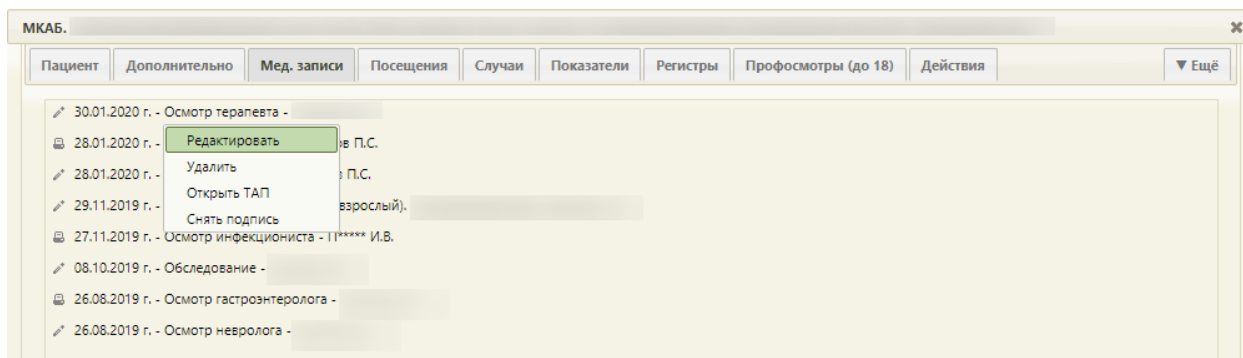 МКАБ.
Пациент Дополнительно Мед. записи Посещения Случаи Показатели Регистры Профосмотры (до 18) Действия ▼ Ещё
30.01.2020 г. - Осмотр терапевта -
28.01.2020 г. - ов П.С.
28.01.2020 г. - П.С.
29.11.2019 г. - взрослый).
27.11.2019 г. - Осмотр инфекциониста - П***** И.В.
08.10.2019 г. - Обследование -
26.08.2019 г. - Осмотр гастроэнтеролога -
26.08.2019 г. - Осмотр невролога -
Редактировать
Удалить
Открыть ТАП
Снять подпись